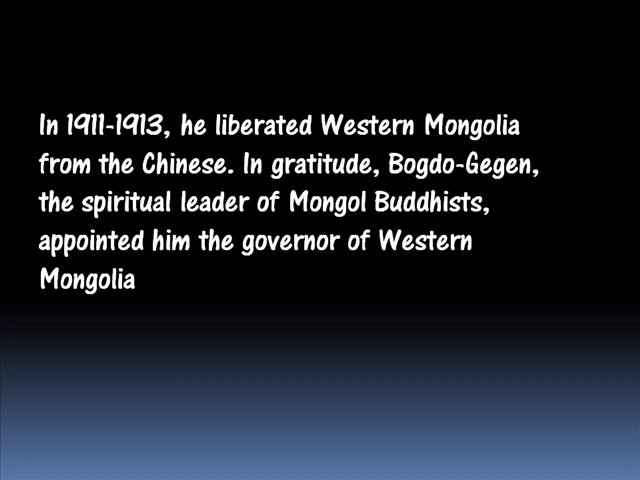 In 1911-1913, he liberated Western Mongolia
from the Chinese. In gratitude, Bogdo-Gegen,
the spiritual leader of Mongol Buddhists,
appointed him the governor of Western
Mongolia